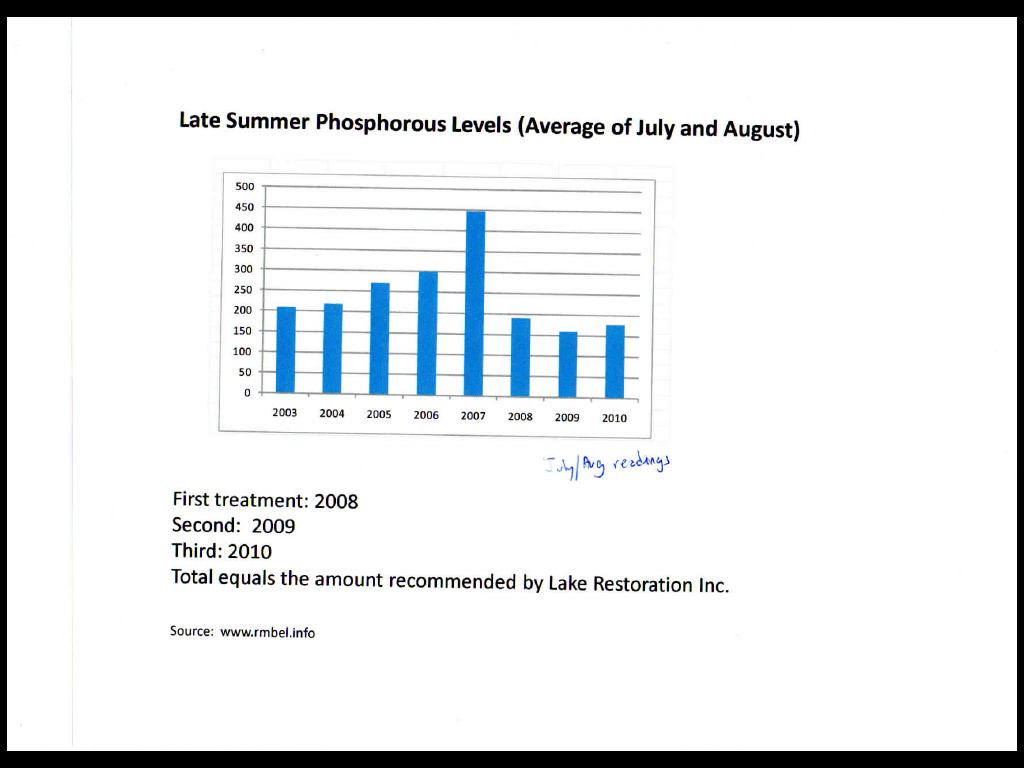 Late Summer Phosphorous Levels (Average of July and August)
500
450
400
350
300
250
200
150
100
50
0
2003 2004 2005 2006 2007 2008 2009 2010
July/Aug readings
First treatment: 2008
Second: 2009
Third: 2010
Total equals the amount recommended by Lake Restoration Inc.
Source: www.rmbel.info